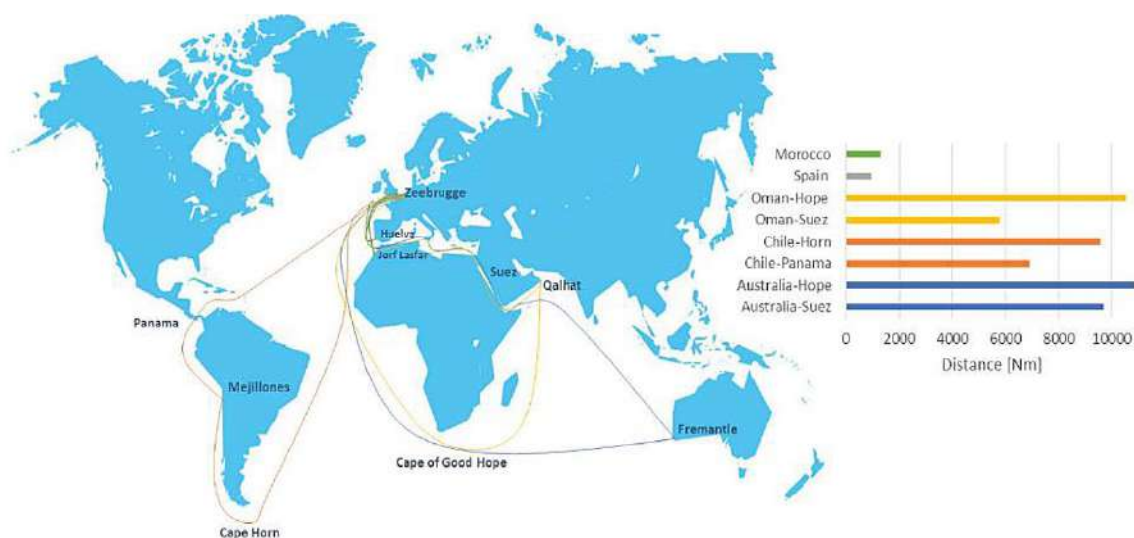 Zeebrugge
Huelva
Jorf Lasfar
Suez
Qalhat
Panama
Mejillones
Fremantle
Cape of Good Hope
Cape Horn
Morocco
Spain
Oman-Hope
Oman-Suez
Chile-Horn
Chile-Panama
Australia-Hope
Australia-Suez
0 2000 4000 6000 8000 10000
Distance [Nm]